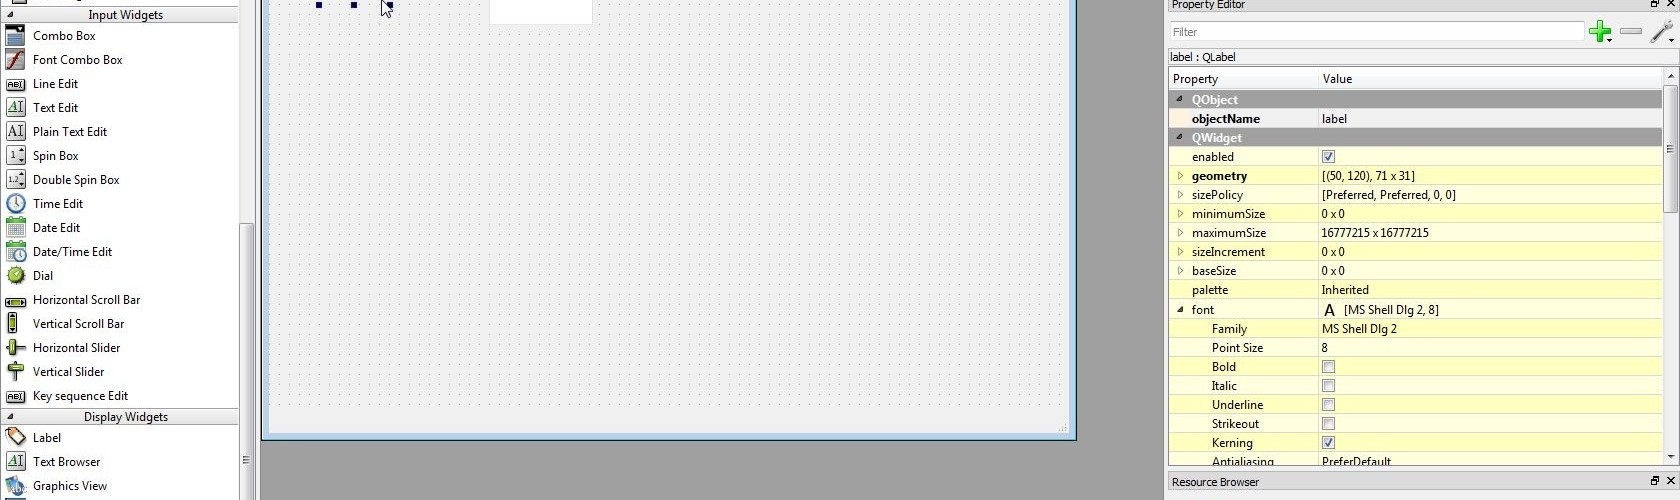 Input Widgets
Combo Box
Font Combo Box
Line Edit
Text Edit
Plain Text Edit
Spin Box
Double Spin Box
Time Edit
Date Edit
Date/Time Edit
Dial
Horizontal Scroll Bar
Vertical Scroll Bar
Horizontal Slider
Vertical Slider
Key sequence Edit
Display Widgets
Label
Text Browser
Graphics View
Property Editor
Filter
label : QLabel
Property Value
QObject
objectName label
QWidget
enabled
geometry [(50, 120), 71 x 31]
sizePolicy [Preferred, Preferred, 0, 0]
minimumSize 0 x 0
maximumSize 16777215 x 16777215
sizeIncrement 0 x 0
baseSize 0 x 0
palette Inherited
font A [MS Shell Dlg 2, 8]
Family MS Shell Dlg 2
Point Size 8
Bold
Italic
Underline
Strikeout
Kerning
Antialiasing PreferDefault
Resource Browser